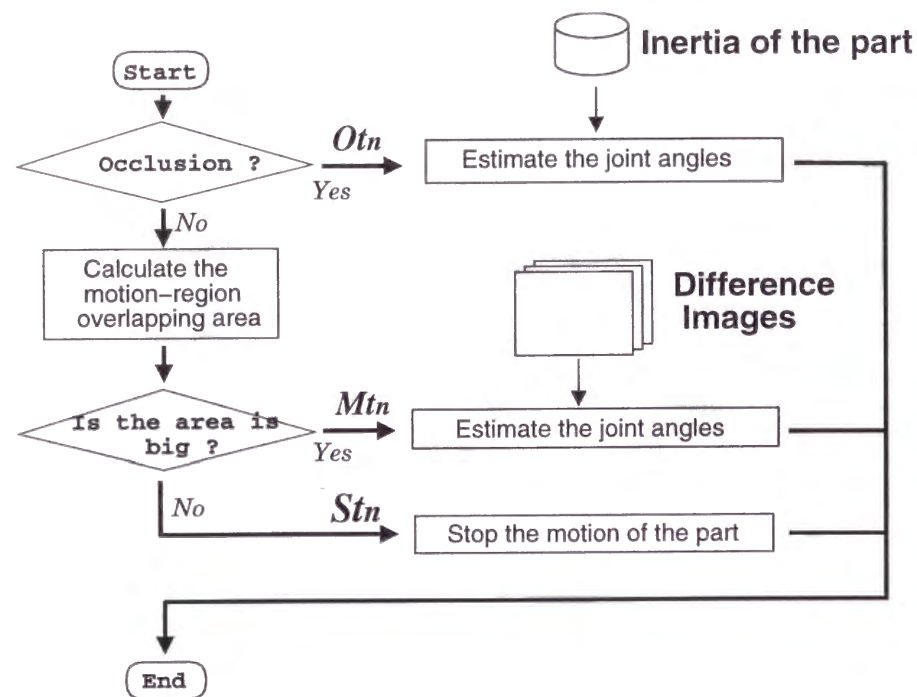 Inertia of the part
Start
Occlusion ?
Otn
Yes
Estimate the joint angles
No
Calculate the
motion–region
overlapping area
Difference
Images
Is the area is
big ?
Mtn
Yes
Estimate the joint angles
No
Stn
Stop the motion of the part
End